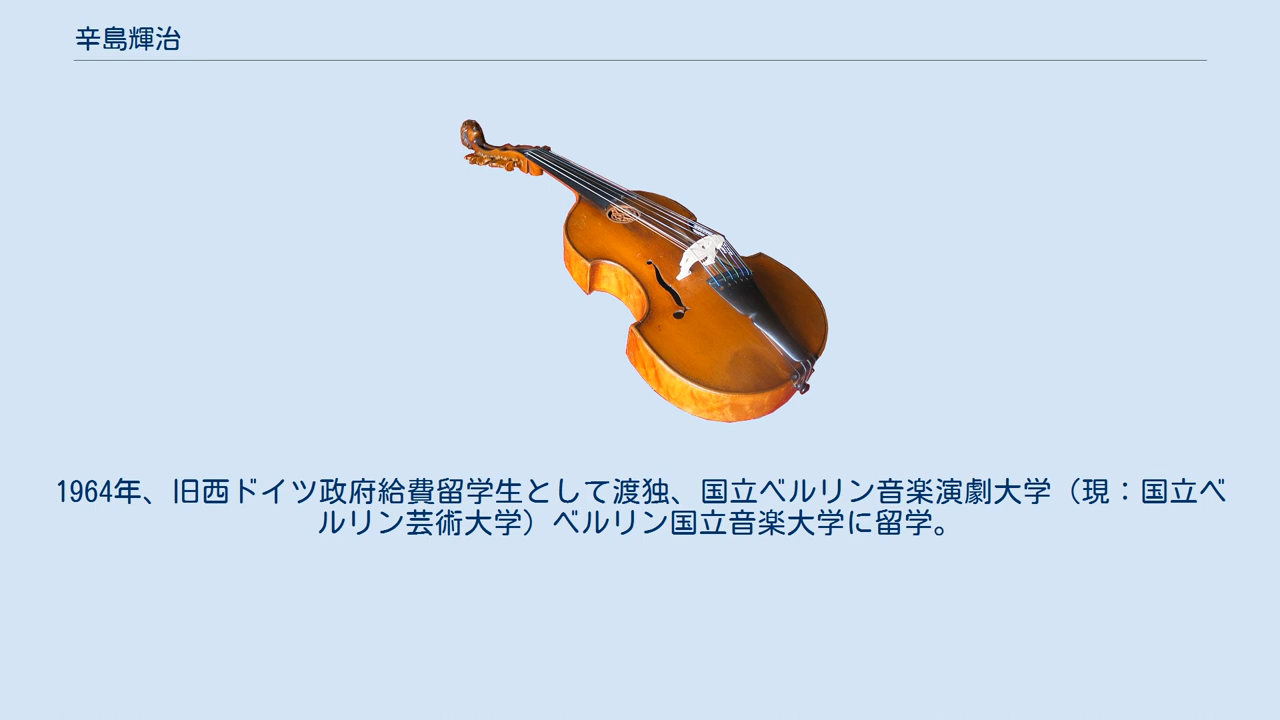 辛島輝治
1964年、旧西ドイツ政府給費留学生として渡独、国立ベルリン音楽演劇大学（現：国立ベ
ルリン芸術大学）ベルリン国立音楽大学に留学。